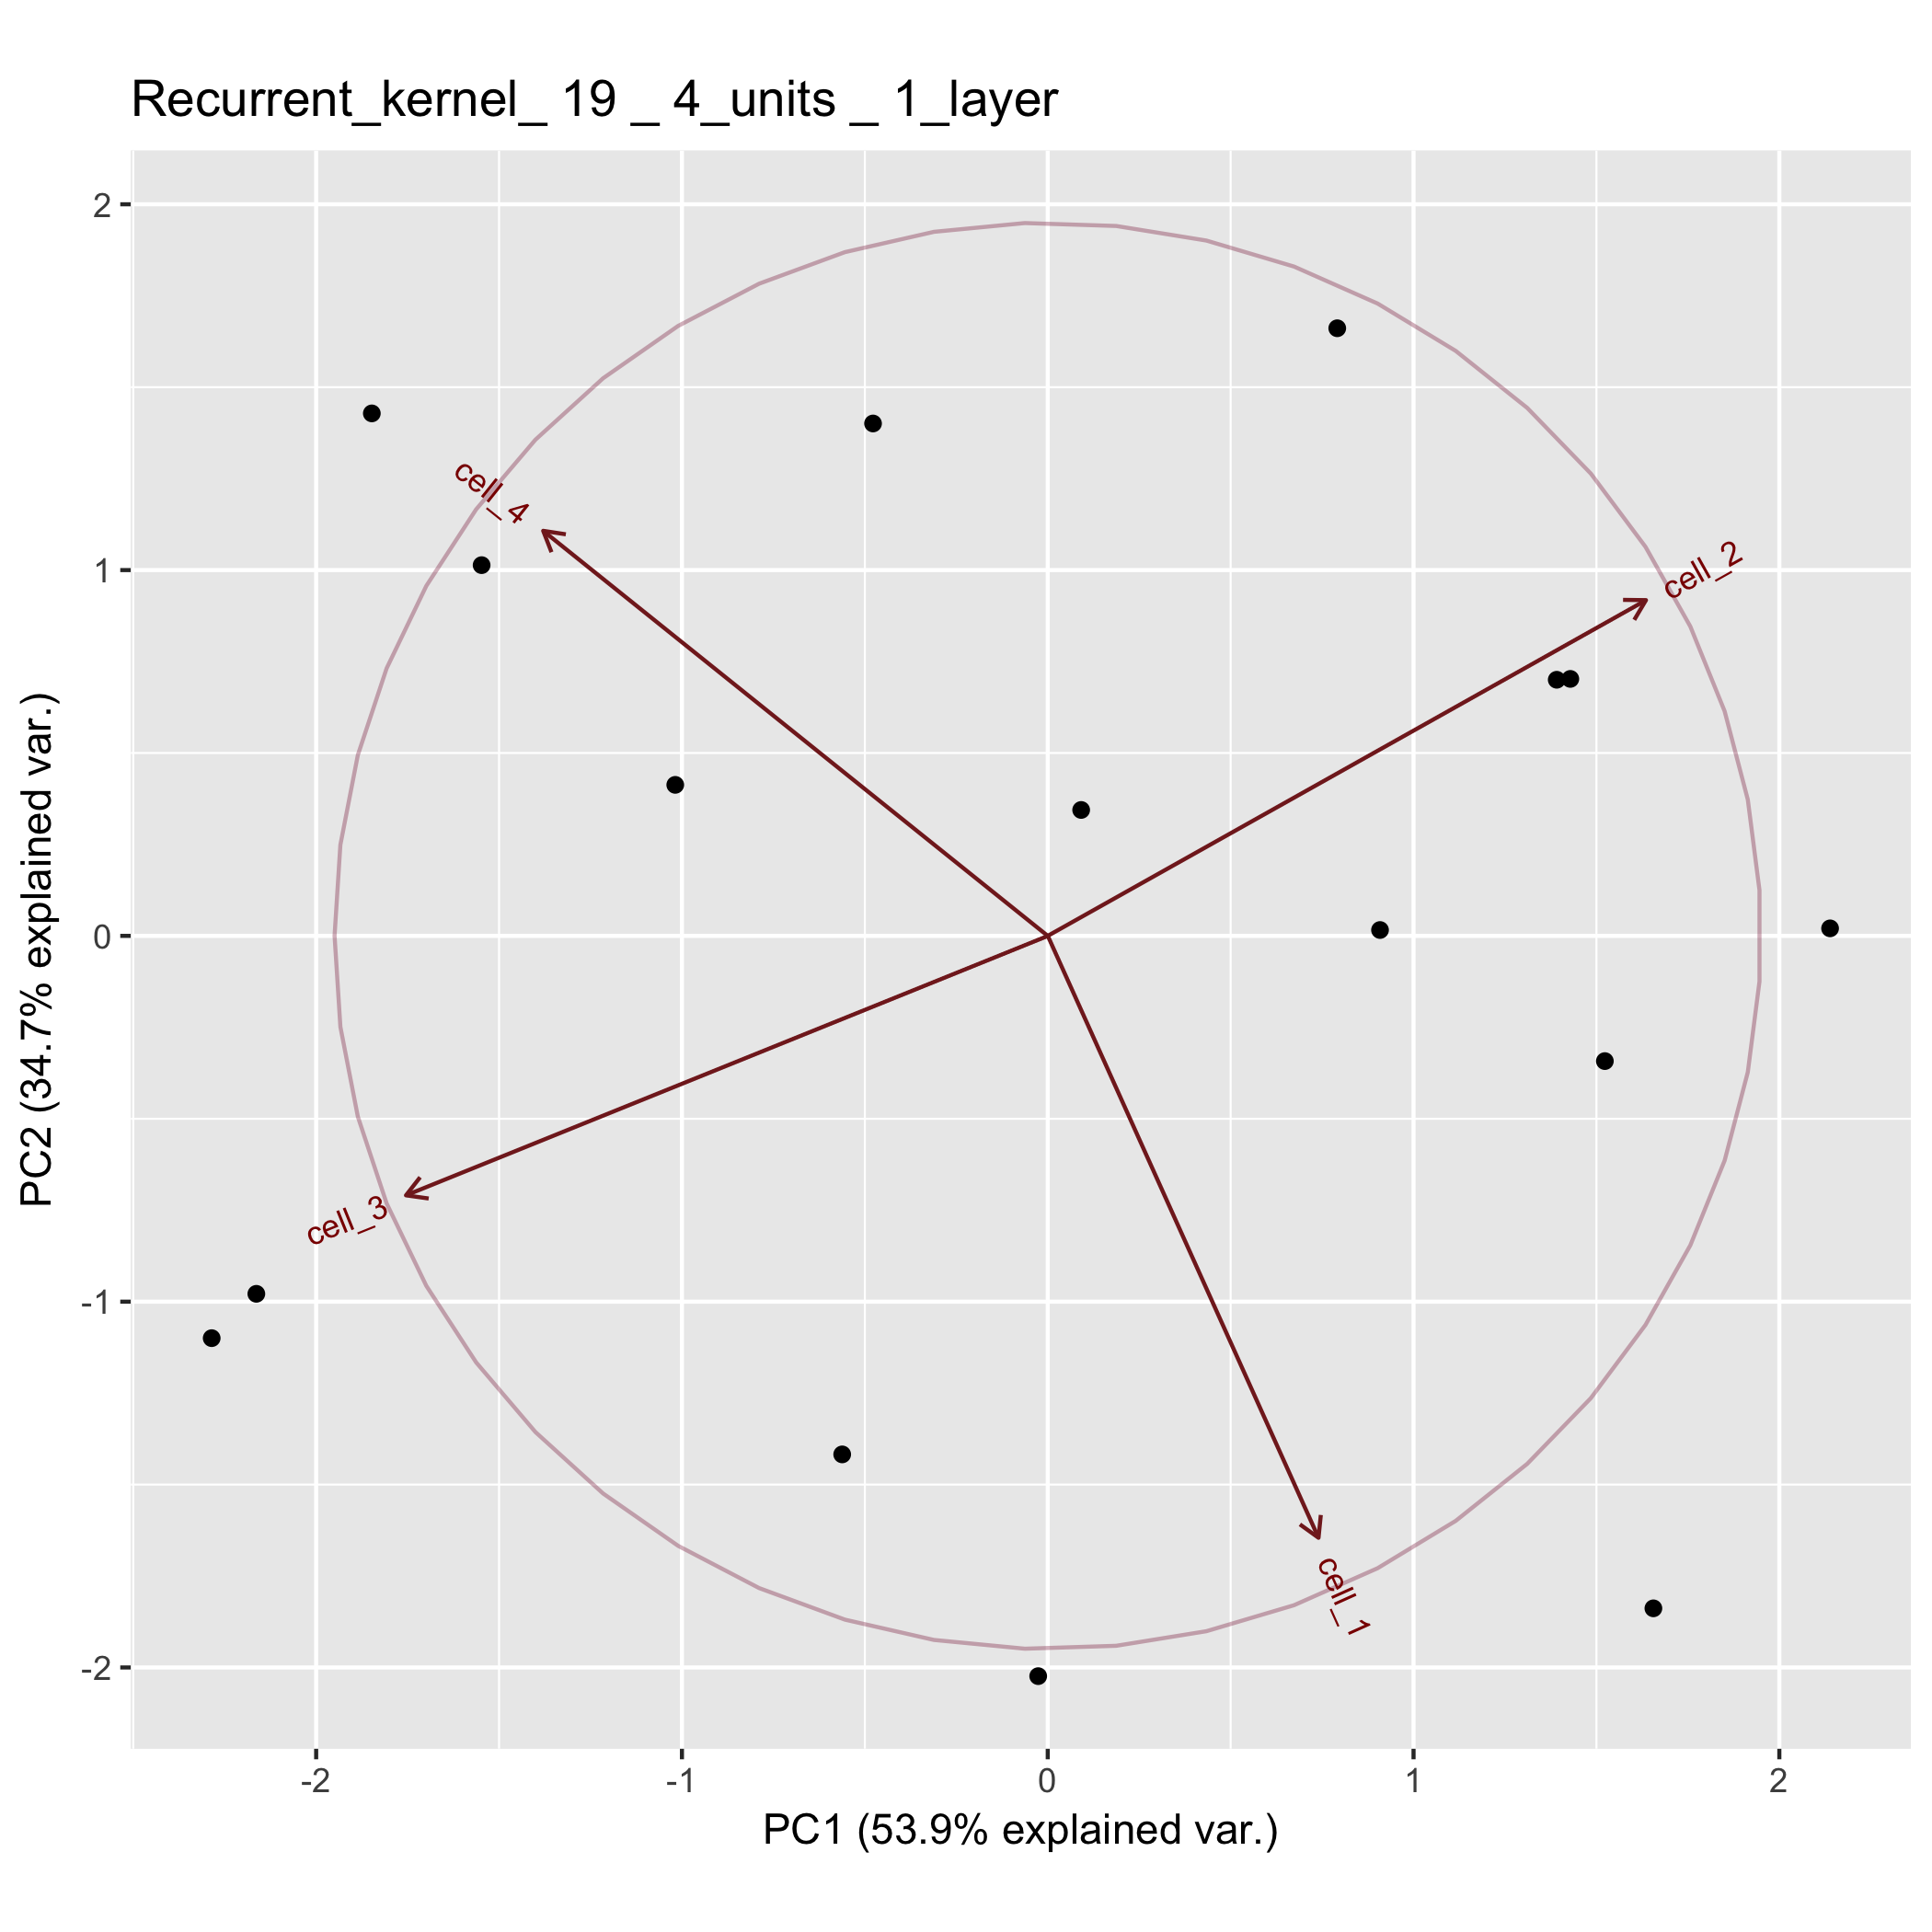 Recurrent_kernel_ 19 _ 4_units _ 1_layer
PC2 (34.7% explained var.)
2
1
0
-1
-2
cell_4
cell_2
cell_3
cell_1
-2
-1
0
1
2
PC1 (53.9% explained var.)